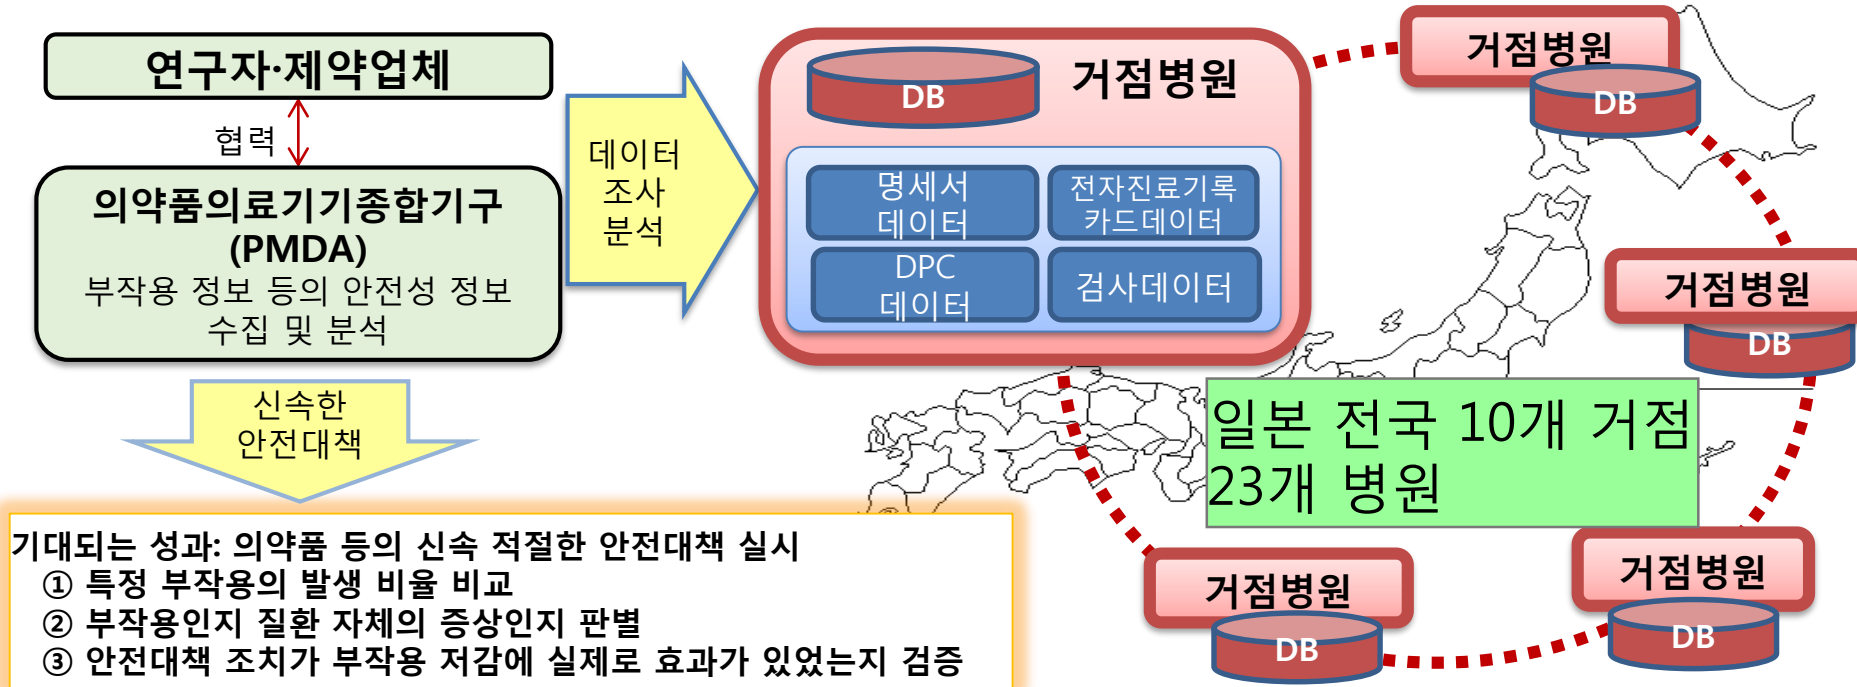 연구자·제약업체
협력
의약품의료기기종합기구
(PMDA)
부작용 정보 등의 안전성 정보
수집 및 분석
데이터
조사
분석
신속한
안전대책
거점병원
DB
명세서
데이터
전자진료기록
카드데이터
DPC
데이터
검사데이터
거점병원
DB
거점병원
DB
일본 전국 10개 거점
23개 병원
거점병원
DB
거점병원
DB
기대되는 성과: 의약품 등의 신속 적절한 안전대책 실시
① 특정 부작용의 발생 비율 비교
② 부작용인지 질환 자체의 증상인지 판별
③ 안전대책 조치가 부작용 저감에 실제로 효과가 있었는지 검증